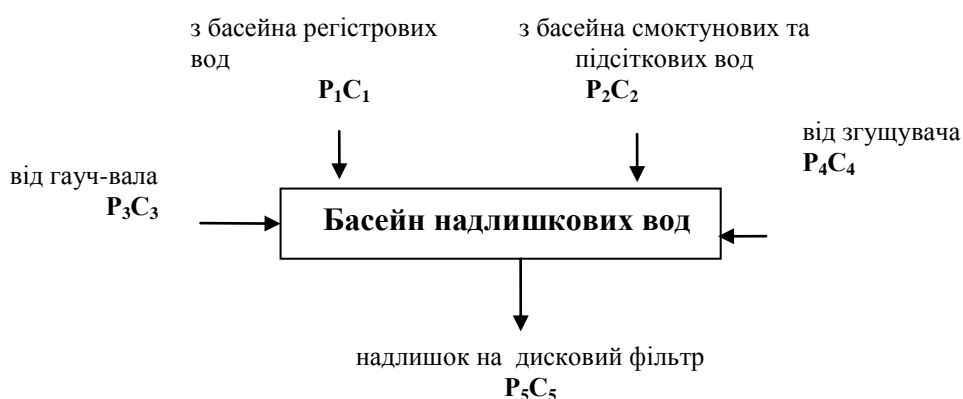 з басейна регістрових
вод
P₁C₁
з басейна смоктунових та
підсіткових вод
P₂C₂
від згущувача
P₄C₄
від гауч-вала
P₃C₃
Басейн надлишкових вод
надлишок на дисковий фільтр
P₅C₅